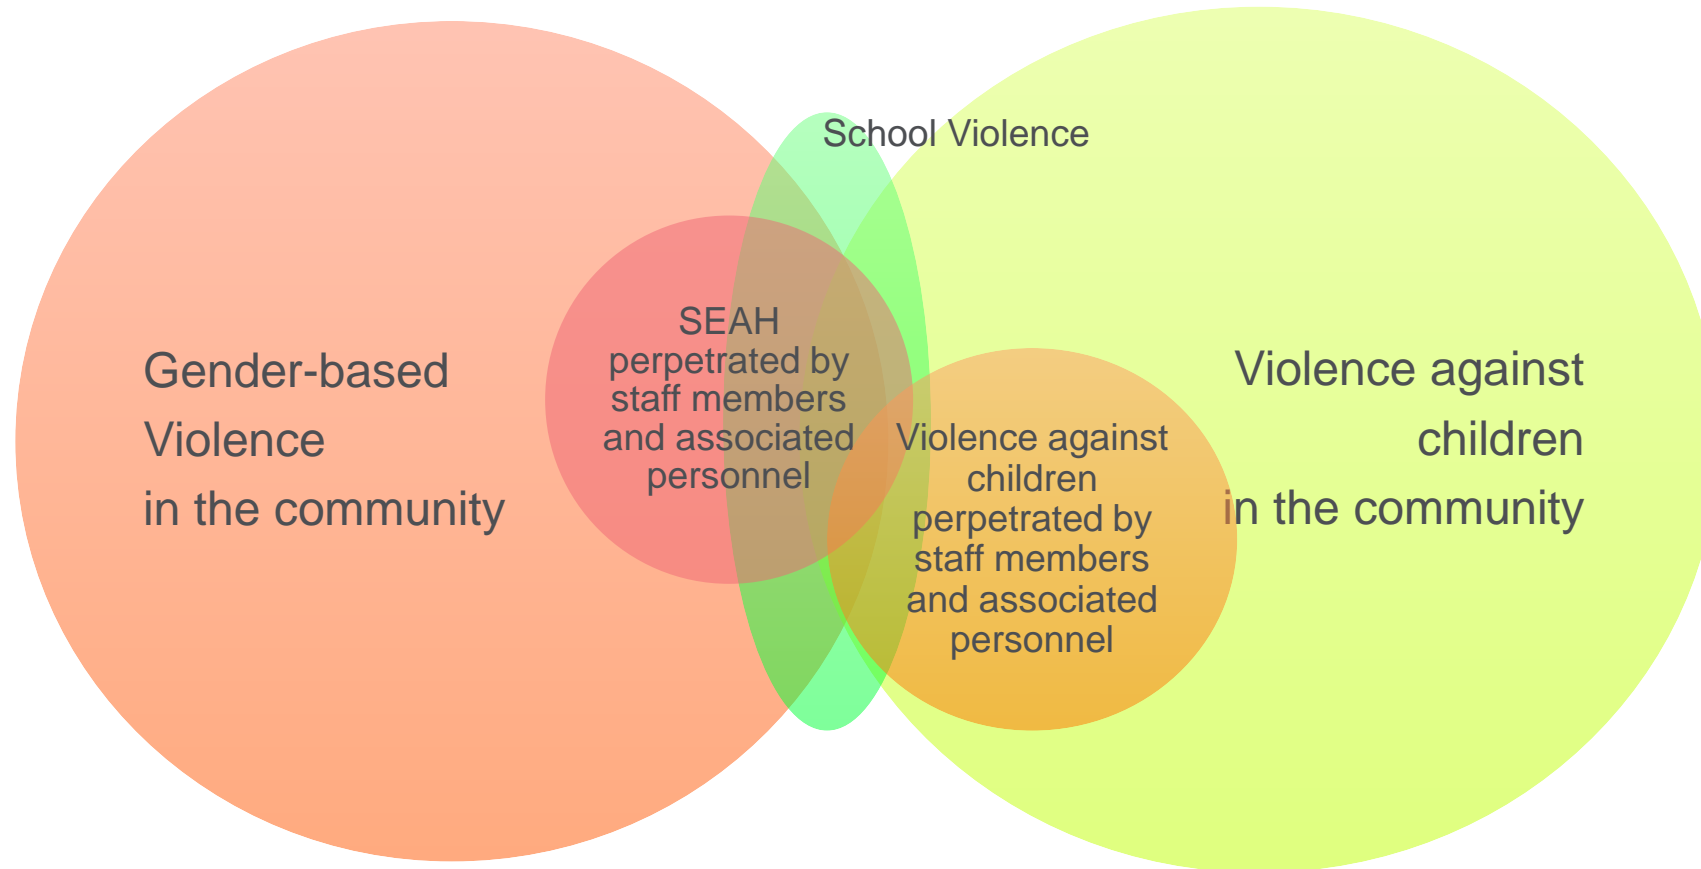 School Violence
Gender-based
Violence
in the community
SEAH
perpetrated by
staff members
and associated
personnel
Violence against
children
perpetrated by
staff members
and associated
personnel
Violence against
children
in the community